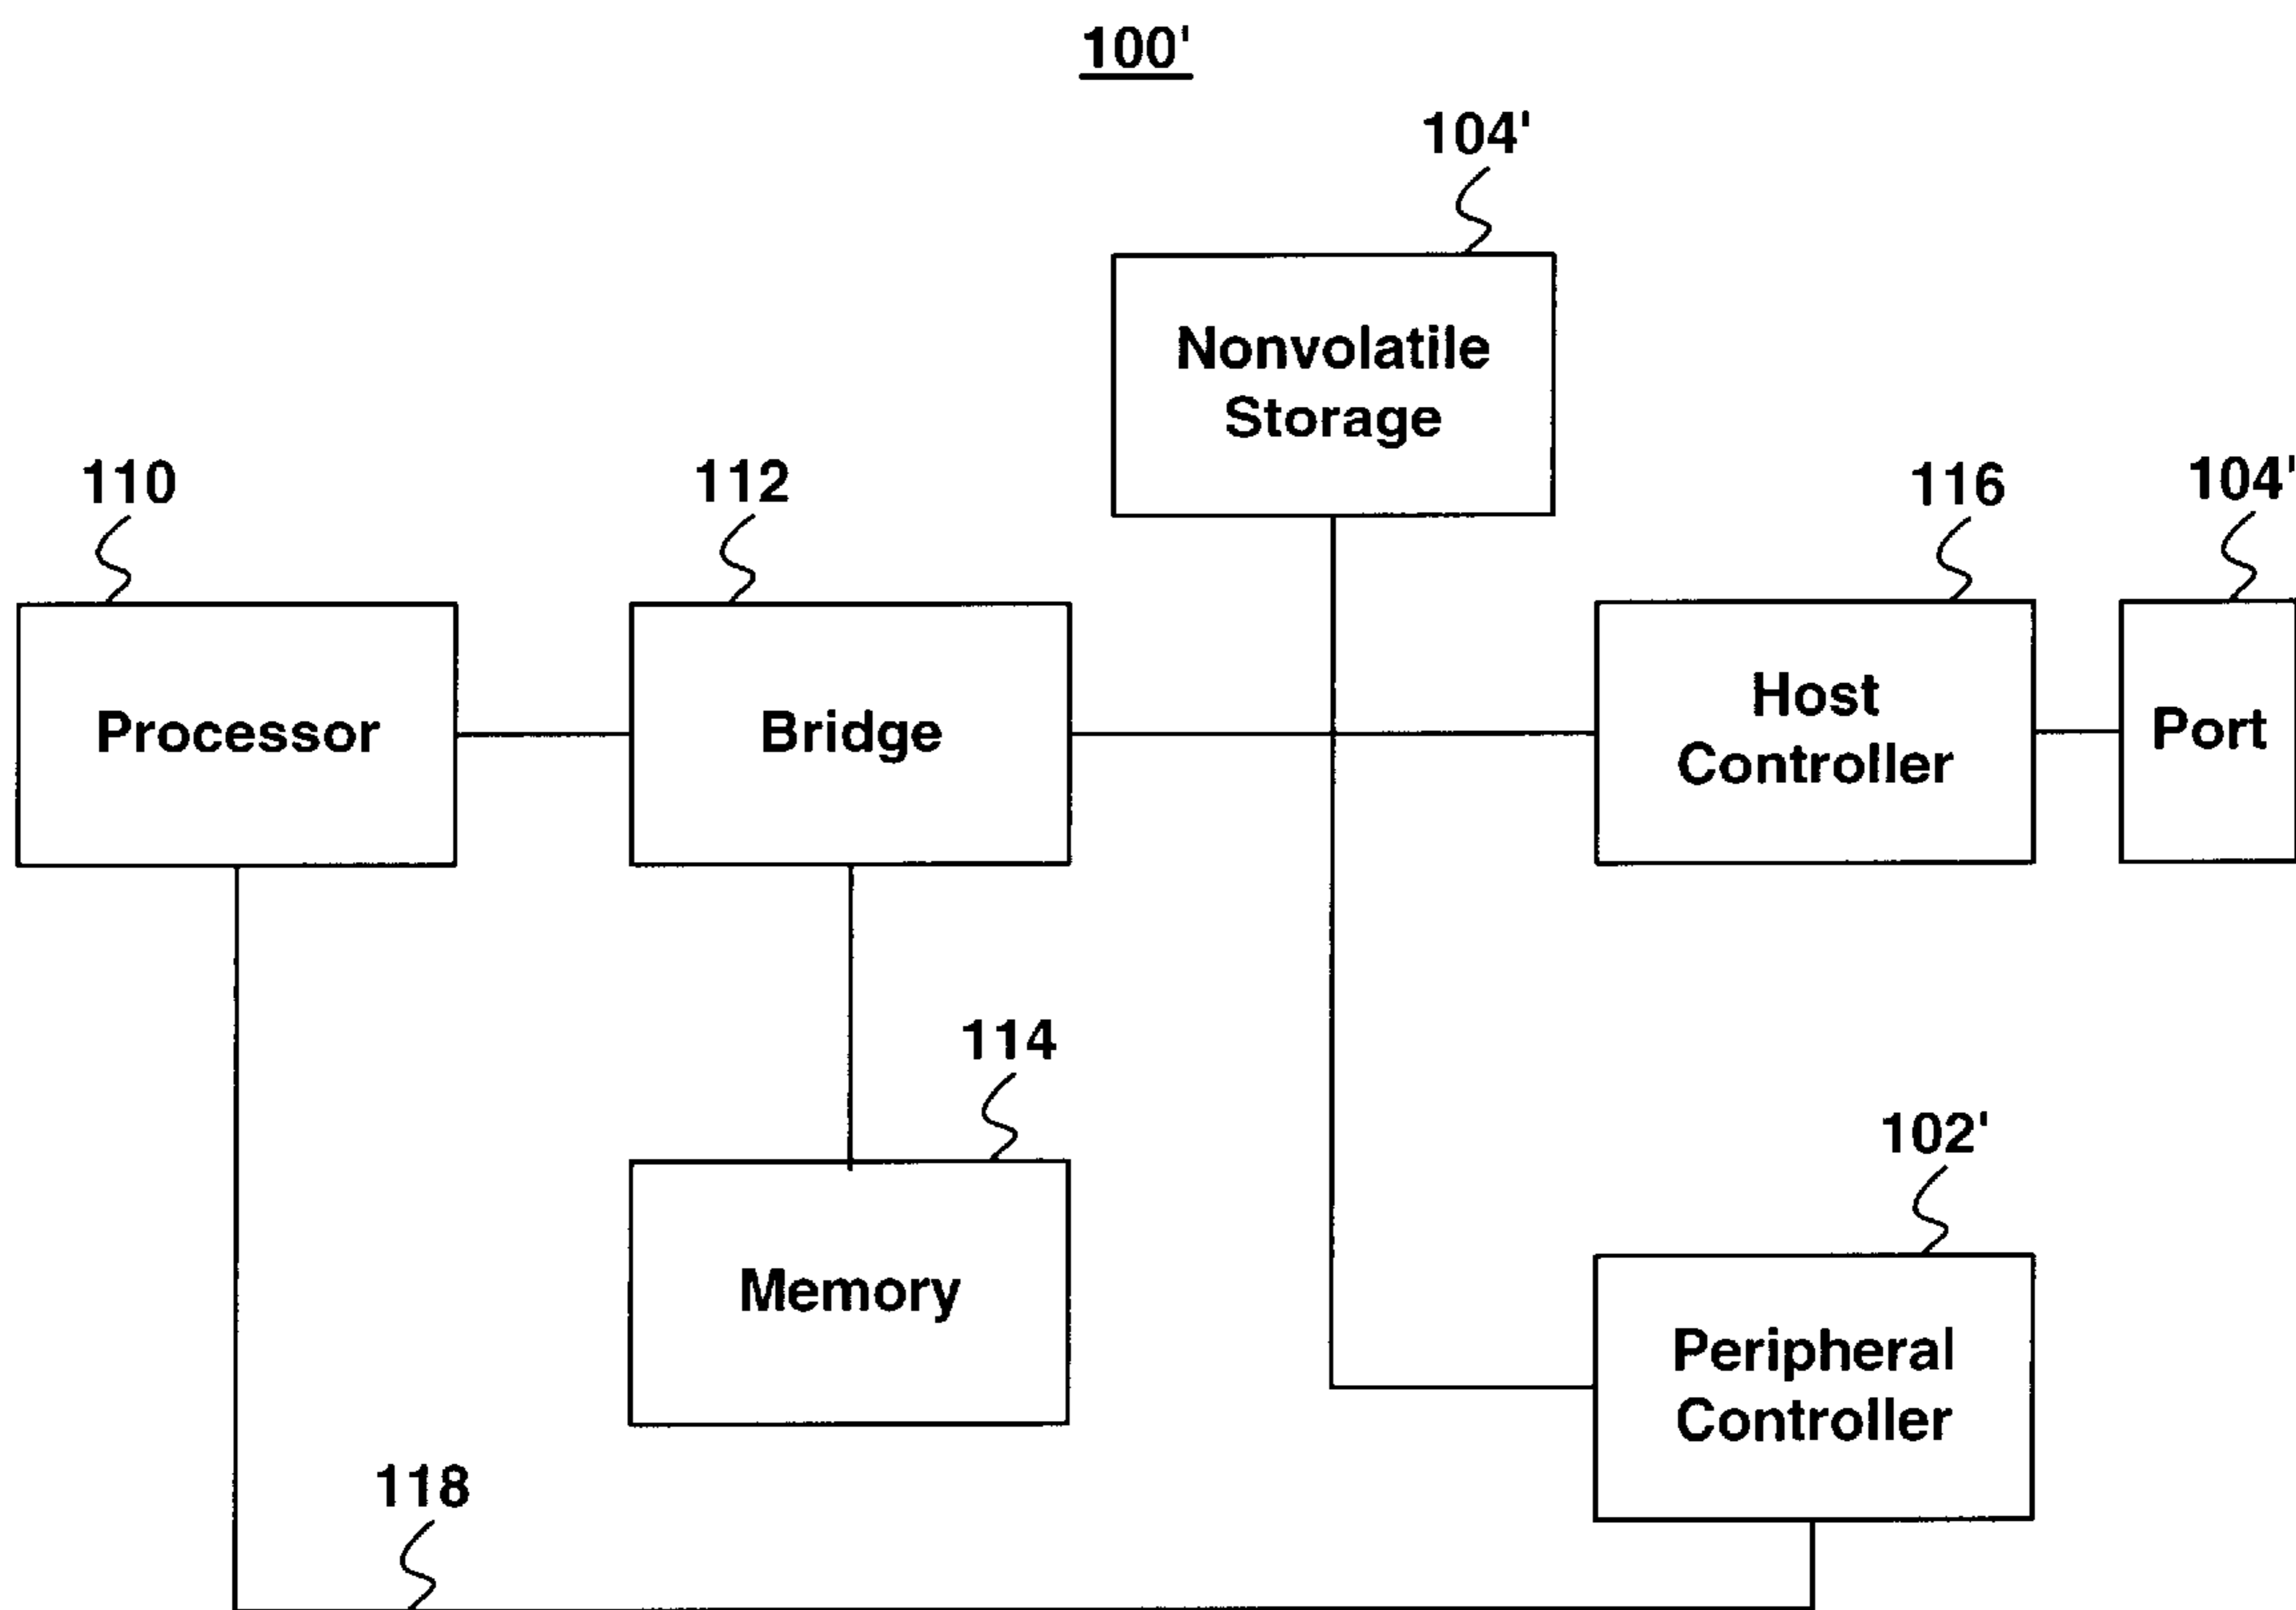 100'
104'
Nonvolatile
Storage
110
112
116
104'
Processor
Bridge
Host
Controller
Port
114
Memory
102'
Peripheral
Controller
118